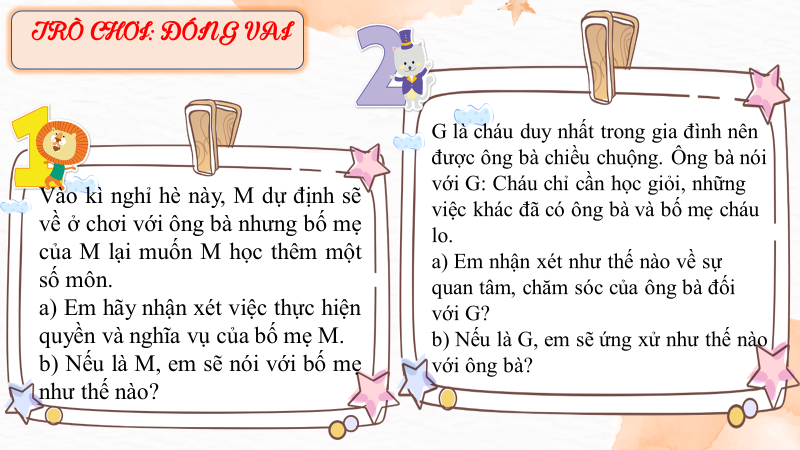 TRÒ CHƠI: ĐÓNG VAI
1
Vào kì nghỉ hè này, M dự định sẽ
về ở chơi với ông bà nhưng bố mẹ
của M lại muốn M học thêm một
số môn.
a) Em hãy nhận xét việc thực hiện
quyền và nghĩa vụ của bố mẹ M.
b) Nếu là M, em sẽ nói với bố mẹ
như thế nào?
2
G là cháu duy nhất trong gia đình nên
được ông bà chiều chuộng. Ông bà nói
với G: Cháu chỉ cần học giỏi, những
việc khác đã có ông bà và bố mẹ cháu
lo.
a) Em nhận xét như thế nào về sự
quan tâm, chăm sóc của ông bà đối
với G?
b) Nếu là G, em sẽ ứng xử như thế nào
với ông bà?